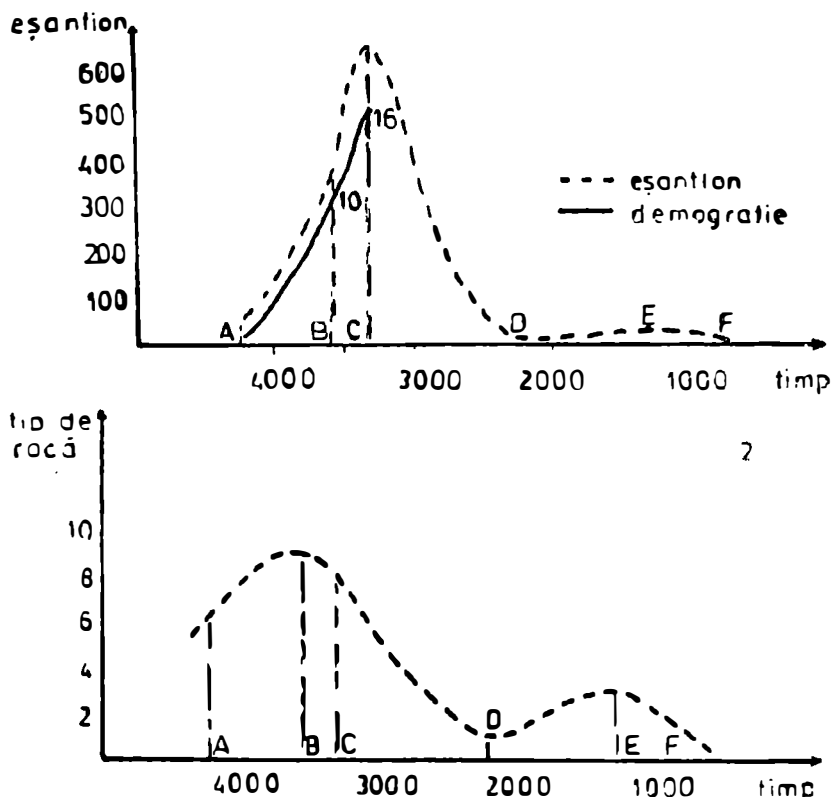 eșantion
600
500
400
300
200
100
16
10
- - - eșantion
— demografie
A B C D E F
4000 3000 2000 1000 timp
tip de
rocă
2
10
8
6
4
2
A B C D E F
4000 3000 2000 1000 timp